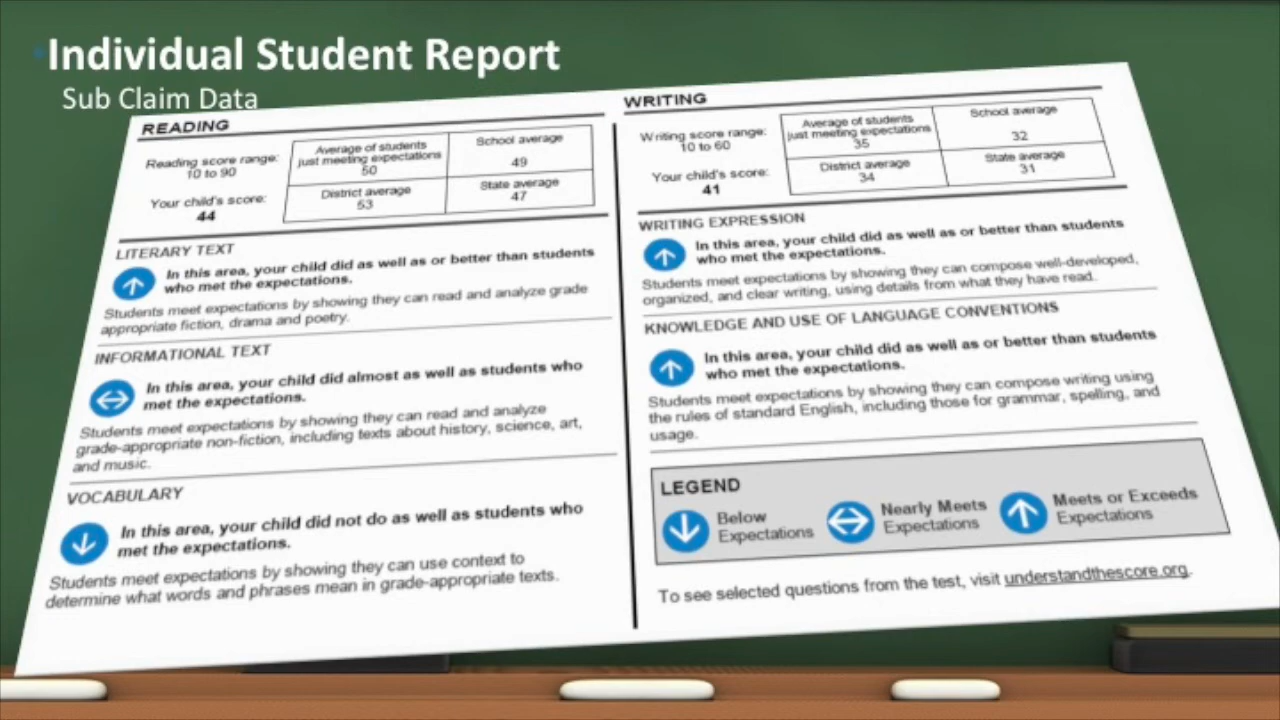 Individual Student Report
Sub Claim Data
READING
Reading score range:
10 to 90
Your child's score:
44
Average of students
just meeting expectations
50
School average
49
District average
53
State average
47
LITERARY TEXT
In this area, your child did as well as or better than students
who met the expectations.
Students meet expectations by showing they can read and analyze grade
appropriate fiction, drama and poetry.
INFORMATIONAL TEXT
In this area, your child did almost as well as students who
met the expectations.
Students meet expectations by showing they can read and analyze
grade-appropriate non-fiction, including texts about history, science, art,
and music.
VOCABULARY
In this area, your child did not do as well as students who
met the expectations.
Students meet expectations by showing they can use context to
determine what words and phrases mean in grade-appropriate texts.
WRITING
Writing score range:
10 to 60
Your child's score:
41
Average of students
just meeting expectations
35
School average
32
District average
34
State average
31
WRITING EXPRESSION
In this area, your child did as well as or better than students
who met the expectations.
Students meet expectations by showing they can compose well-developed,
organized, and clear writing, using details from what they have read.
KNOWLEDGE AND USE OF LANGUAGE CONVENTIONS
In this area, your child did as well as or better than students
who met the expectations.
Students meet expectations by showing they can compose writing using
the rules of standard English, including those for grammar, spelling, and
usage.
LEGEND
Below
Expectations
Nearly Meets
Expectations
Meets or Exceeds
Expectations
To see selected questions from the test, visit understandthescore.org.